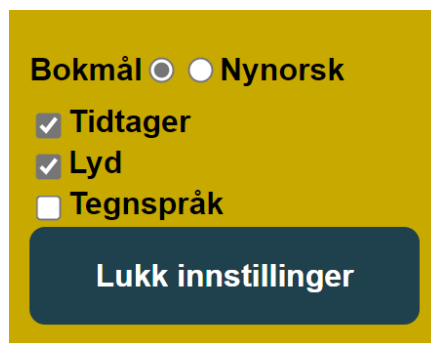 Bokmål Nynorsk
Tidtager
Lyd
Tegnspråk
Lukk innstillinger